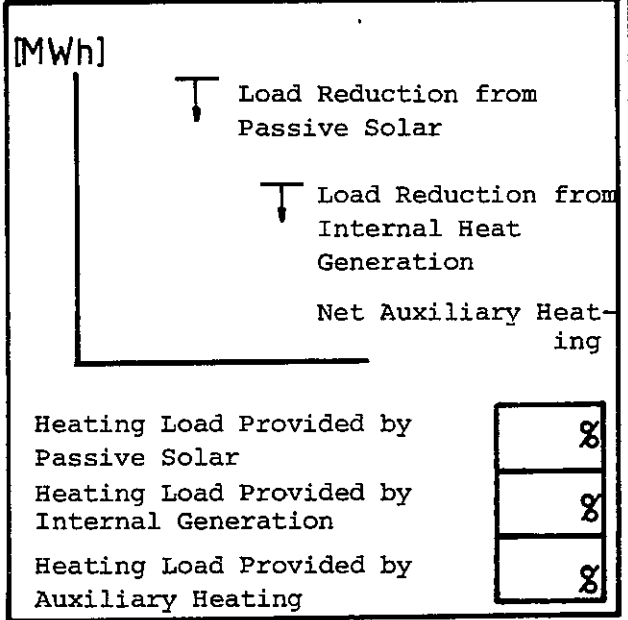 [MWh]
Load Reduction from
Passive Solar
Load Reduction from
Internal Heat
Generation
Net Auxiliary Heat-
ing
Heating Load Provided by
Passive Solar
%
Heating Load Provided by
Internal Generation
%
Heating Load Provided by
Auxiliary Heating
%